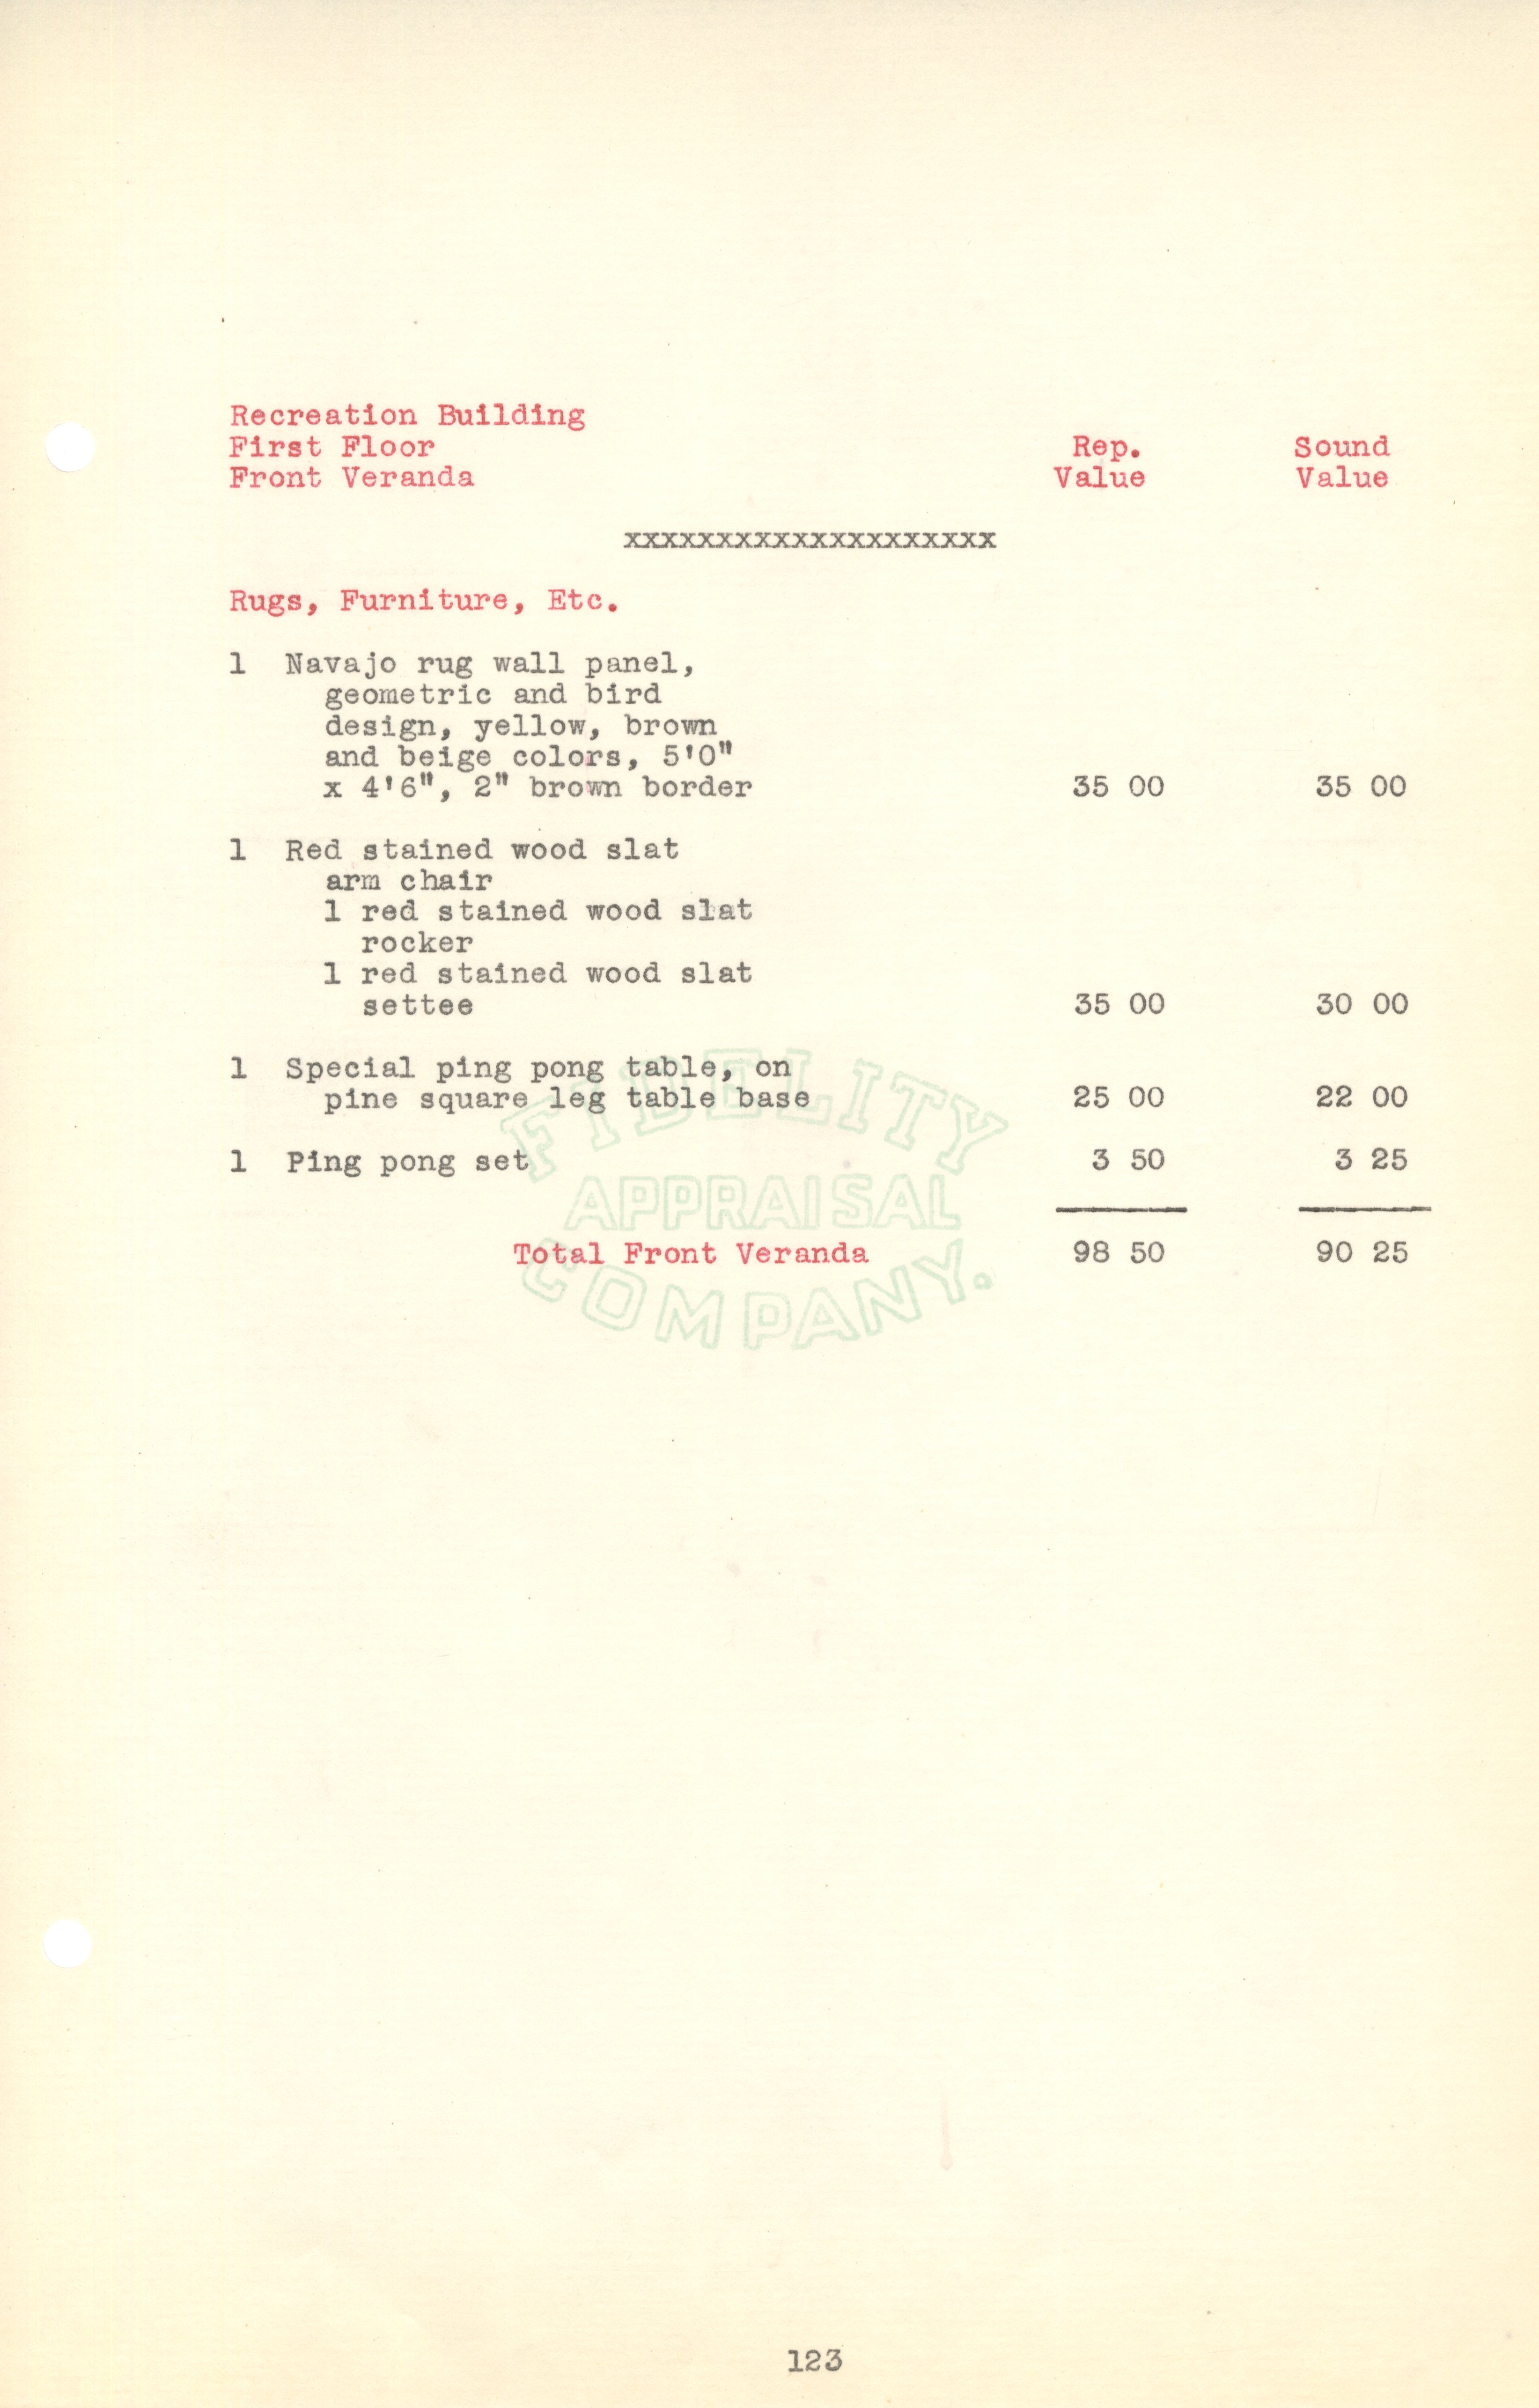 Recreation Building
First Floor Rep. Sound
Front Veranda Value Value
xxxxxxxxxxxxxxxxxxxx
Rugs, Furniture, Etc.
1 Navajo rug wall panel,
geometric and bird
design, yellow, brown
and beige colors, 5'0"
x 4'6", 2" brown border 35 00 35 00
1 Red stained wood slat
arm chair
1 red stained wood slat
rocker
1 red stained wood slat
settee 35 00 30 00
1 Special ping pong table, on
pine square leg table base 25 00 22 00
1 Ping pong set 3 50 3 25
Total Front Veranda 98 50 90 25
FIDELITY
APPRAISAL
COMPANY.
123